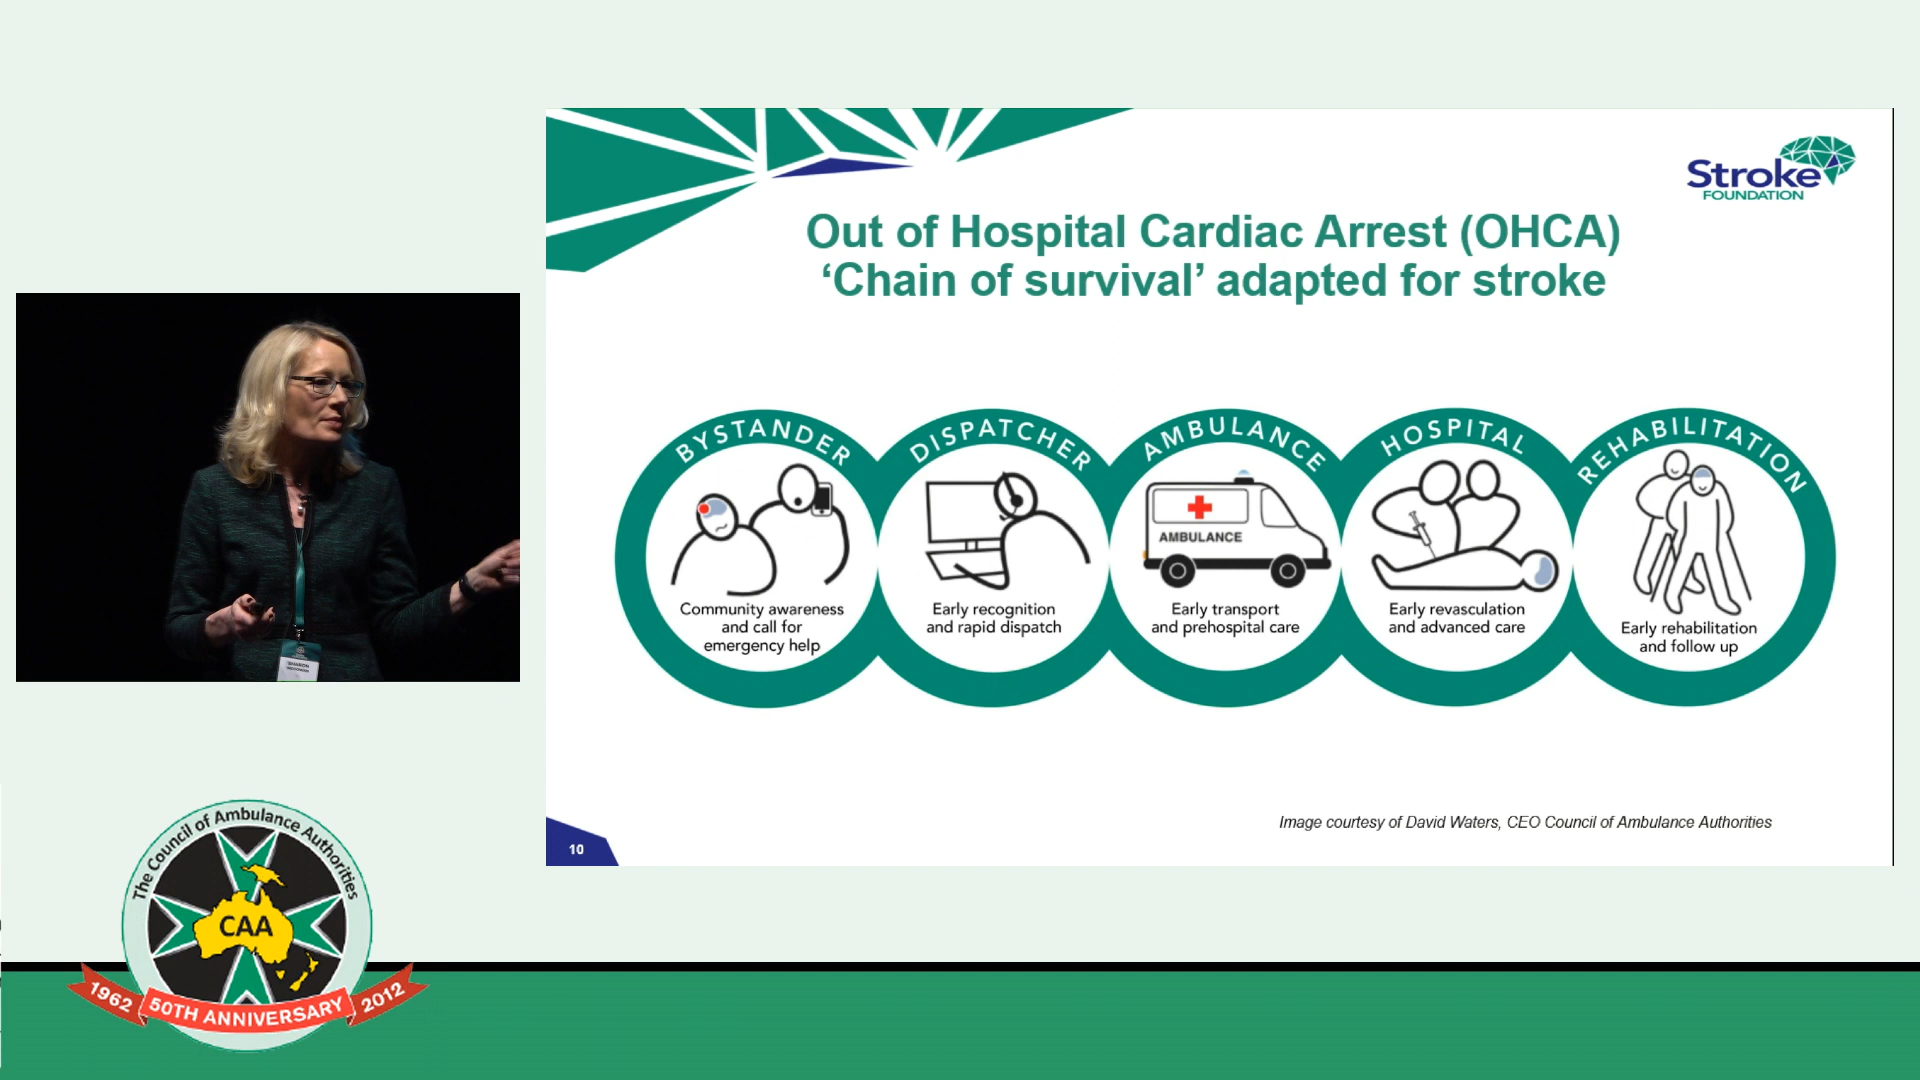 Stroke
FOUNDATION
Out of Hospital Cardiac Arrest (OHCA)
‘Chain of survival’ adapted for stroke
BYSTANDER
Community awareness
and call for
emergency help
DISPATCHER
Early recognition
and rapid dispatch
AMBULANCE
AMBULANCE
Early transport
and prehospital care
HOSPITAL
Early revasculation
and advanced care
REHABILITATION
Early rehabilitation
and follow up
Image courtesy of David Waters, CEO Council of Ambulance Authorities
10
SHARON
The Council of Ambulance Authorities
CAA
1962 50TH ANNIVERSARY 2012